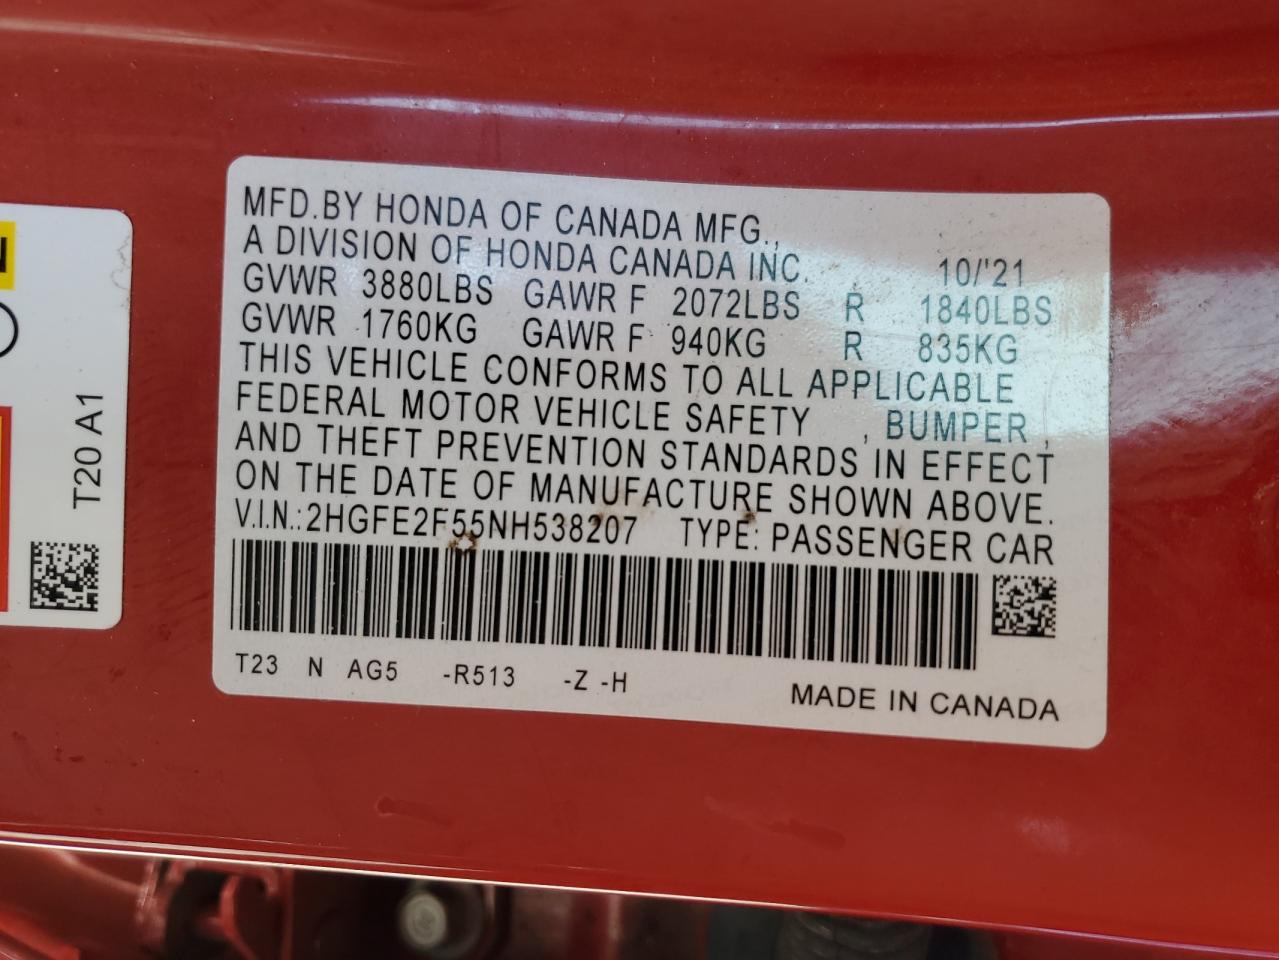 MFD.BY HONDA OF CANADA MFG.,
A DIVISION OF HONDA CANADA INC. 10/'21
GVWR 3880LBS GAWR F 2072LBS R 1840LBS
GVWR 1760KG GAWR F 940KG R 835KG
THIS VEHICLE CONFORMS TO ALL APPLICABLE
FEDERAL MOTOR VEHICLE SAFETY , BUMPER ,
AND THEFT PREVENTION STANDARDS IN EFFECT
ON THE DATE OF MANUFACTURE SHOWN ABOVE.
V.I.N.:2HGFE2F55NH538207 TYPE: PASSENGER CAR
T23 N AG5 -R513 -Z -H
MADE IN CANADA
T20 A1